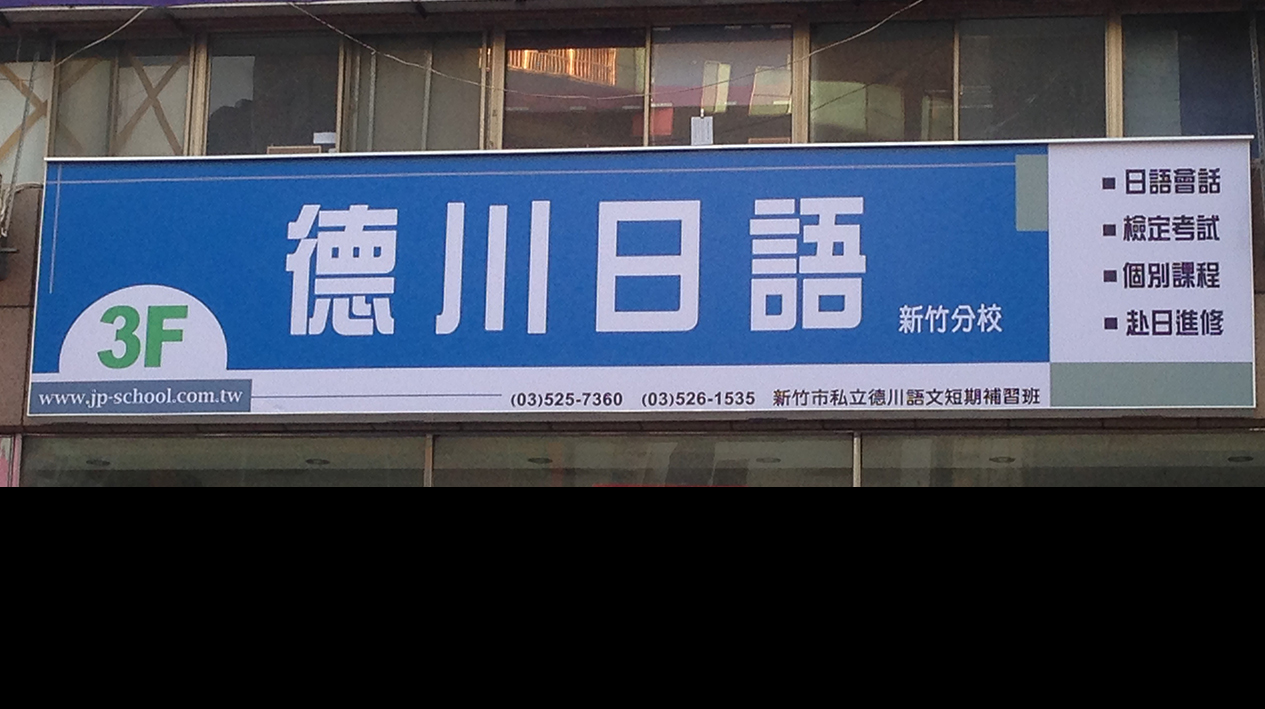 德川日語
新竹分校
3F
www.jp-school.com.tw
(03)525-7360 (03)526-1535 新竹市私立德川語文短期補習班
■日語會話
■檢定考試
■個別課程
■赴日進修